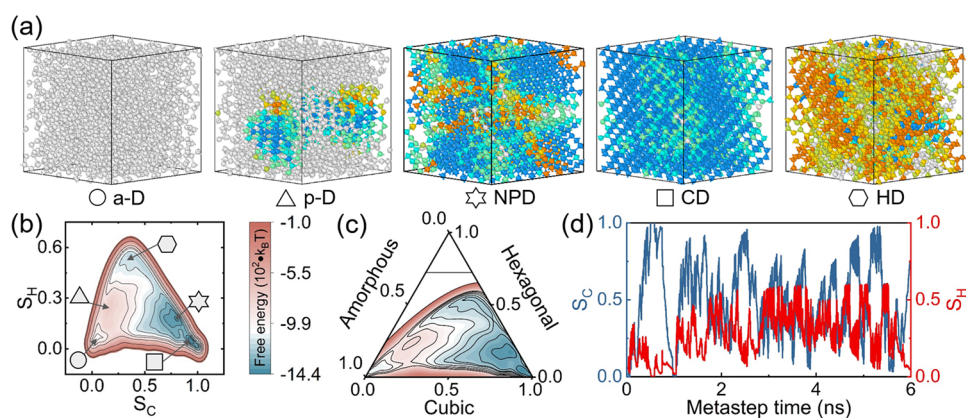 (a)
a-D
p-D
NPD
CD
HD
(b)
S_H
0.6
0.3
0.0
0.0
0.5
1.0
S_C
-1.0
-5.5
-9.9
-14.4
Free energy (10²•k_BT)
(c)
0.0
1.0
Amorphous
Hexagonal
0.5
0.5
1.0
0.0
0.0
0.5
1.0
Cubic
(d)
S_C
1.0
0.5
0.0
0
2
4
6
Metastep time (ns)
1.0
0.5
0.0
S_H